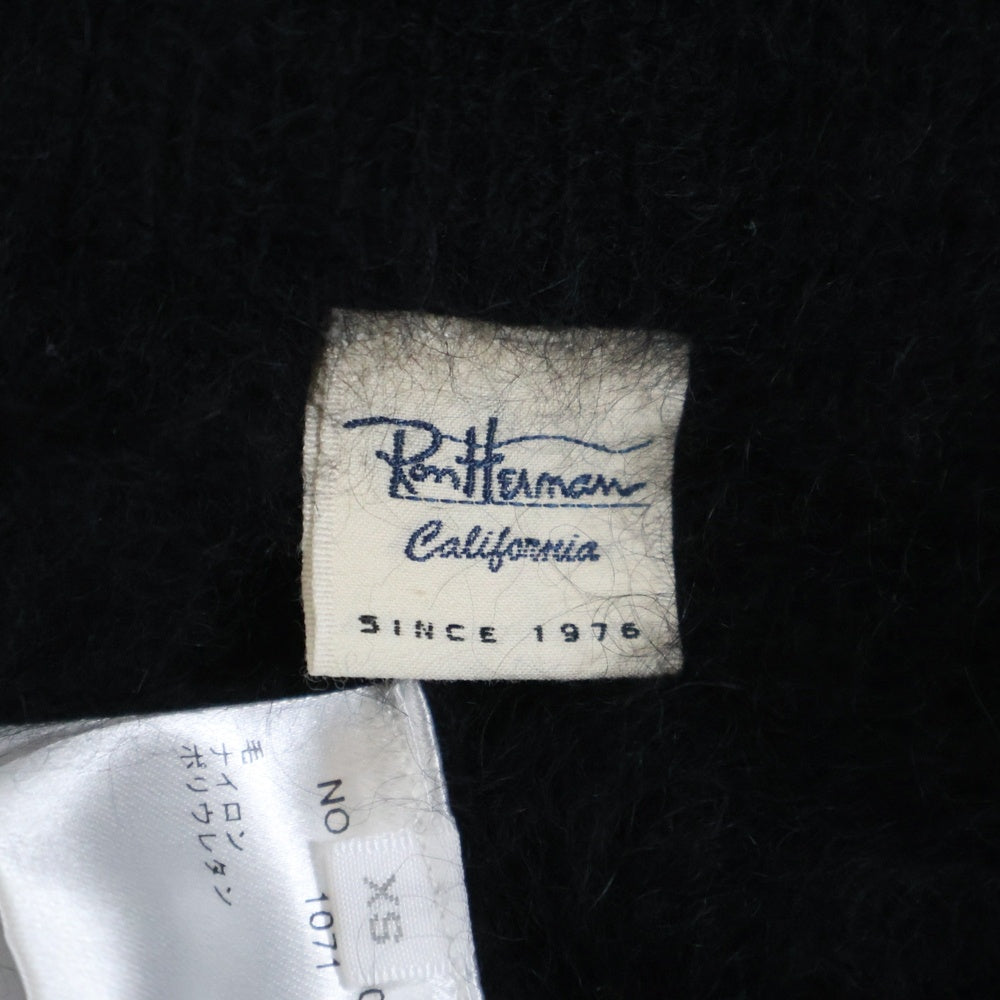 Ron Herman
California
SINCE 1976
毛
ナイロン
ポリウレタン
NO
1071
XS